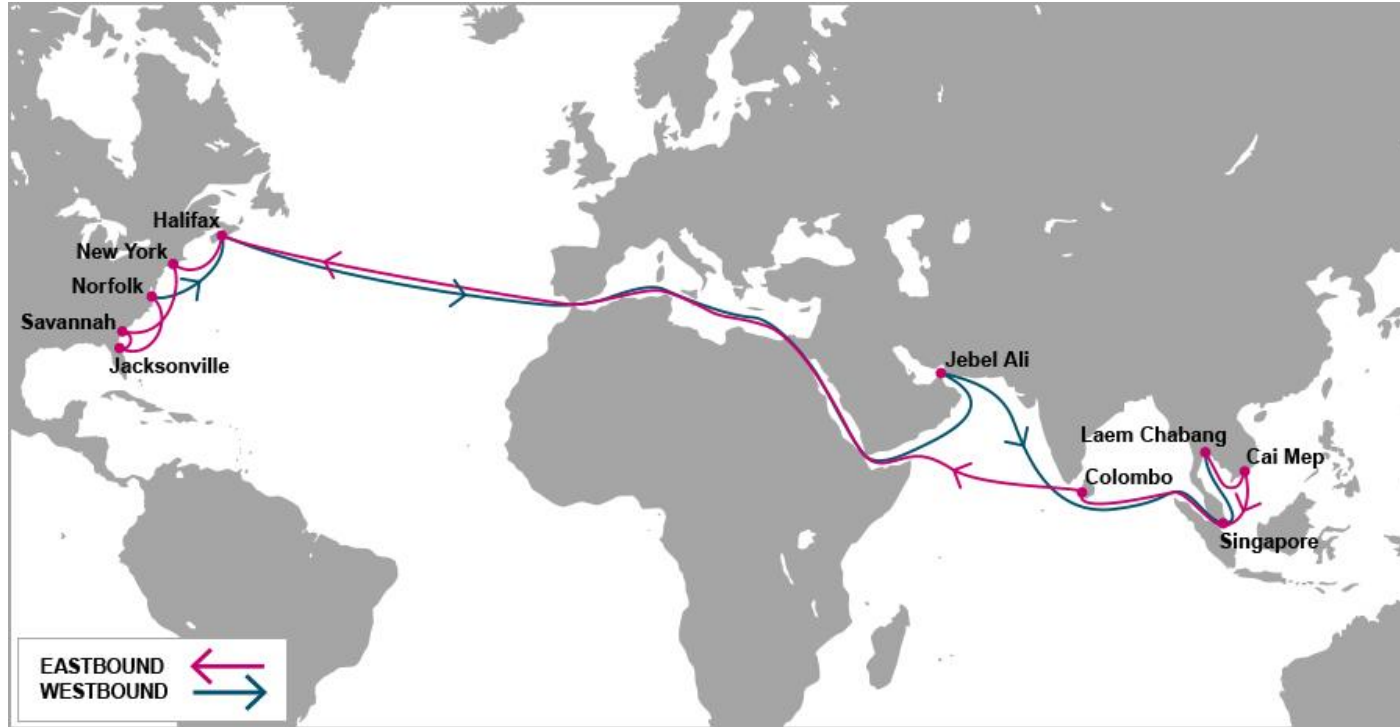 Halifax
New York
Norfolk
Savannah
Jacksonville
Jebel Ali
Laem Chabang
Cai Mep
Colombo
Singapore
EASTBOUND
WESTBOUND